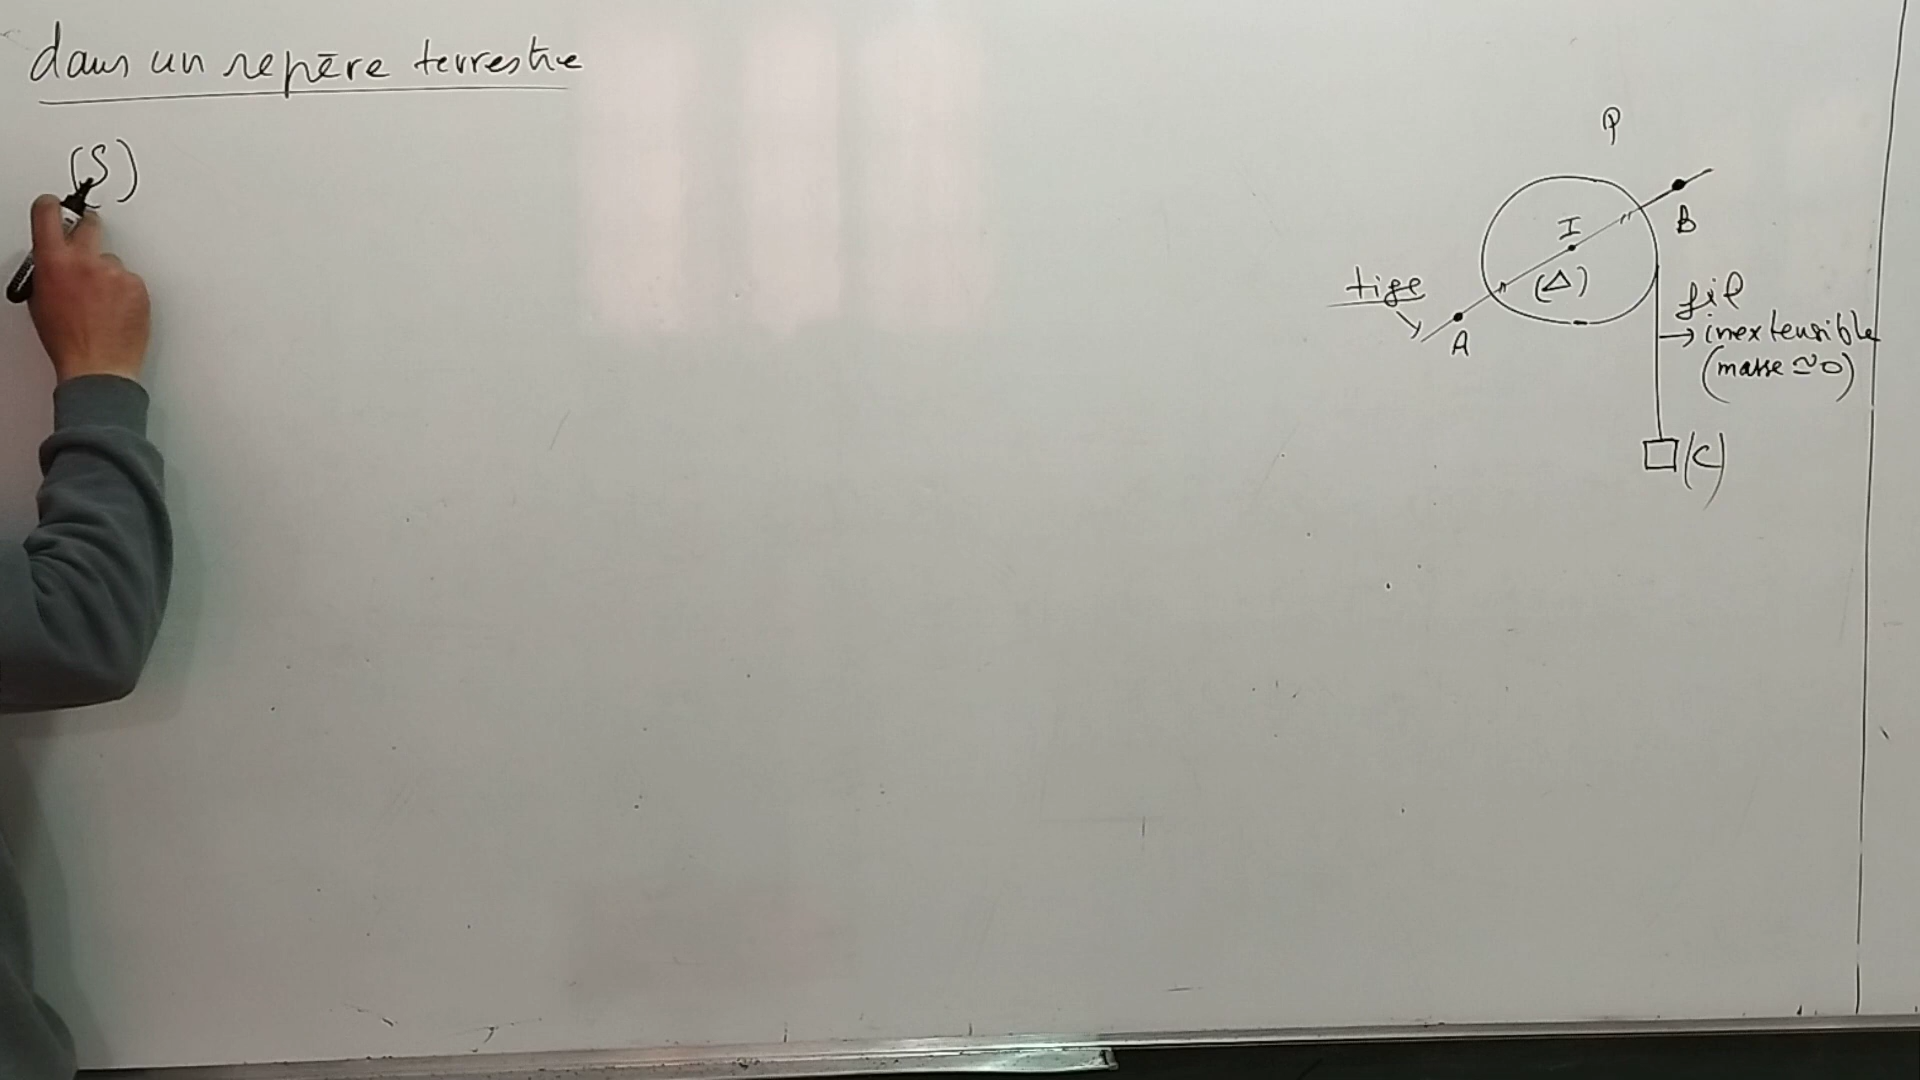 dans un repère terrestre
(S)
P
B
I
(Δ)
tige
A
fil
→ inextensible
(masse ≃ 0)
(C)